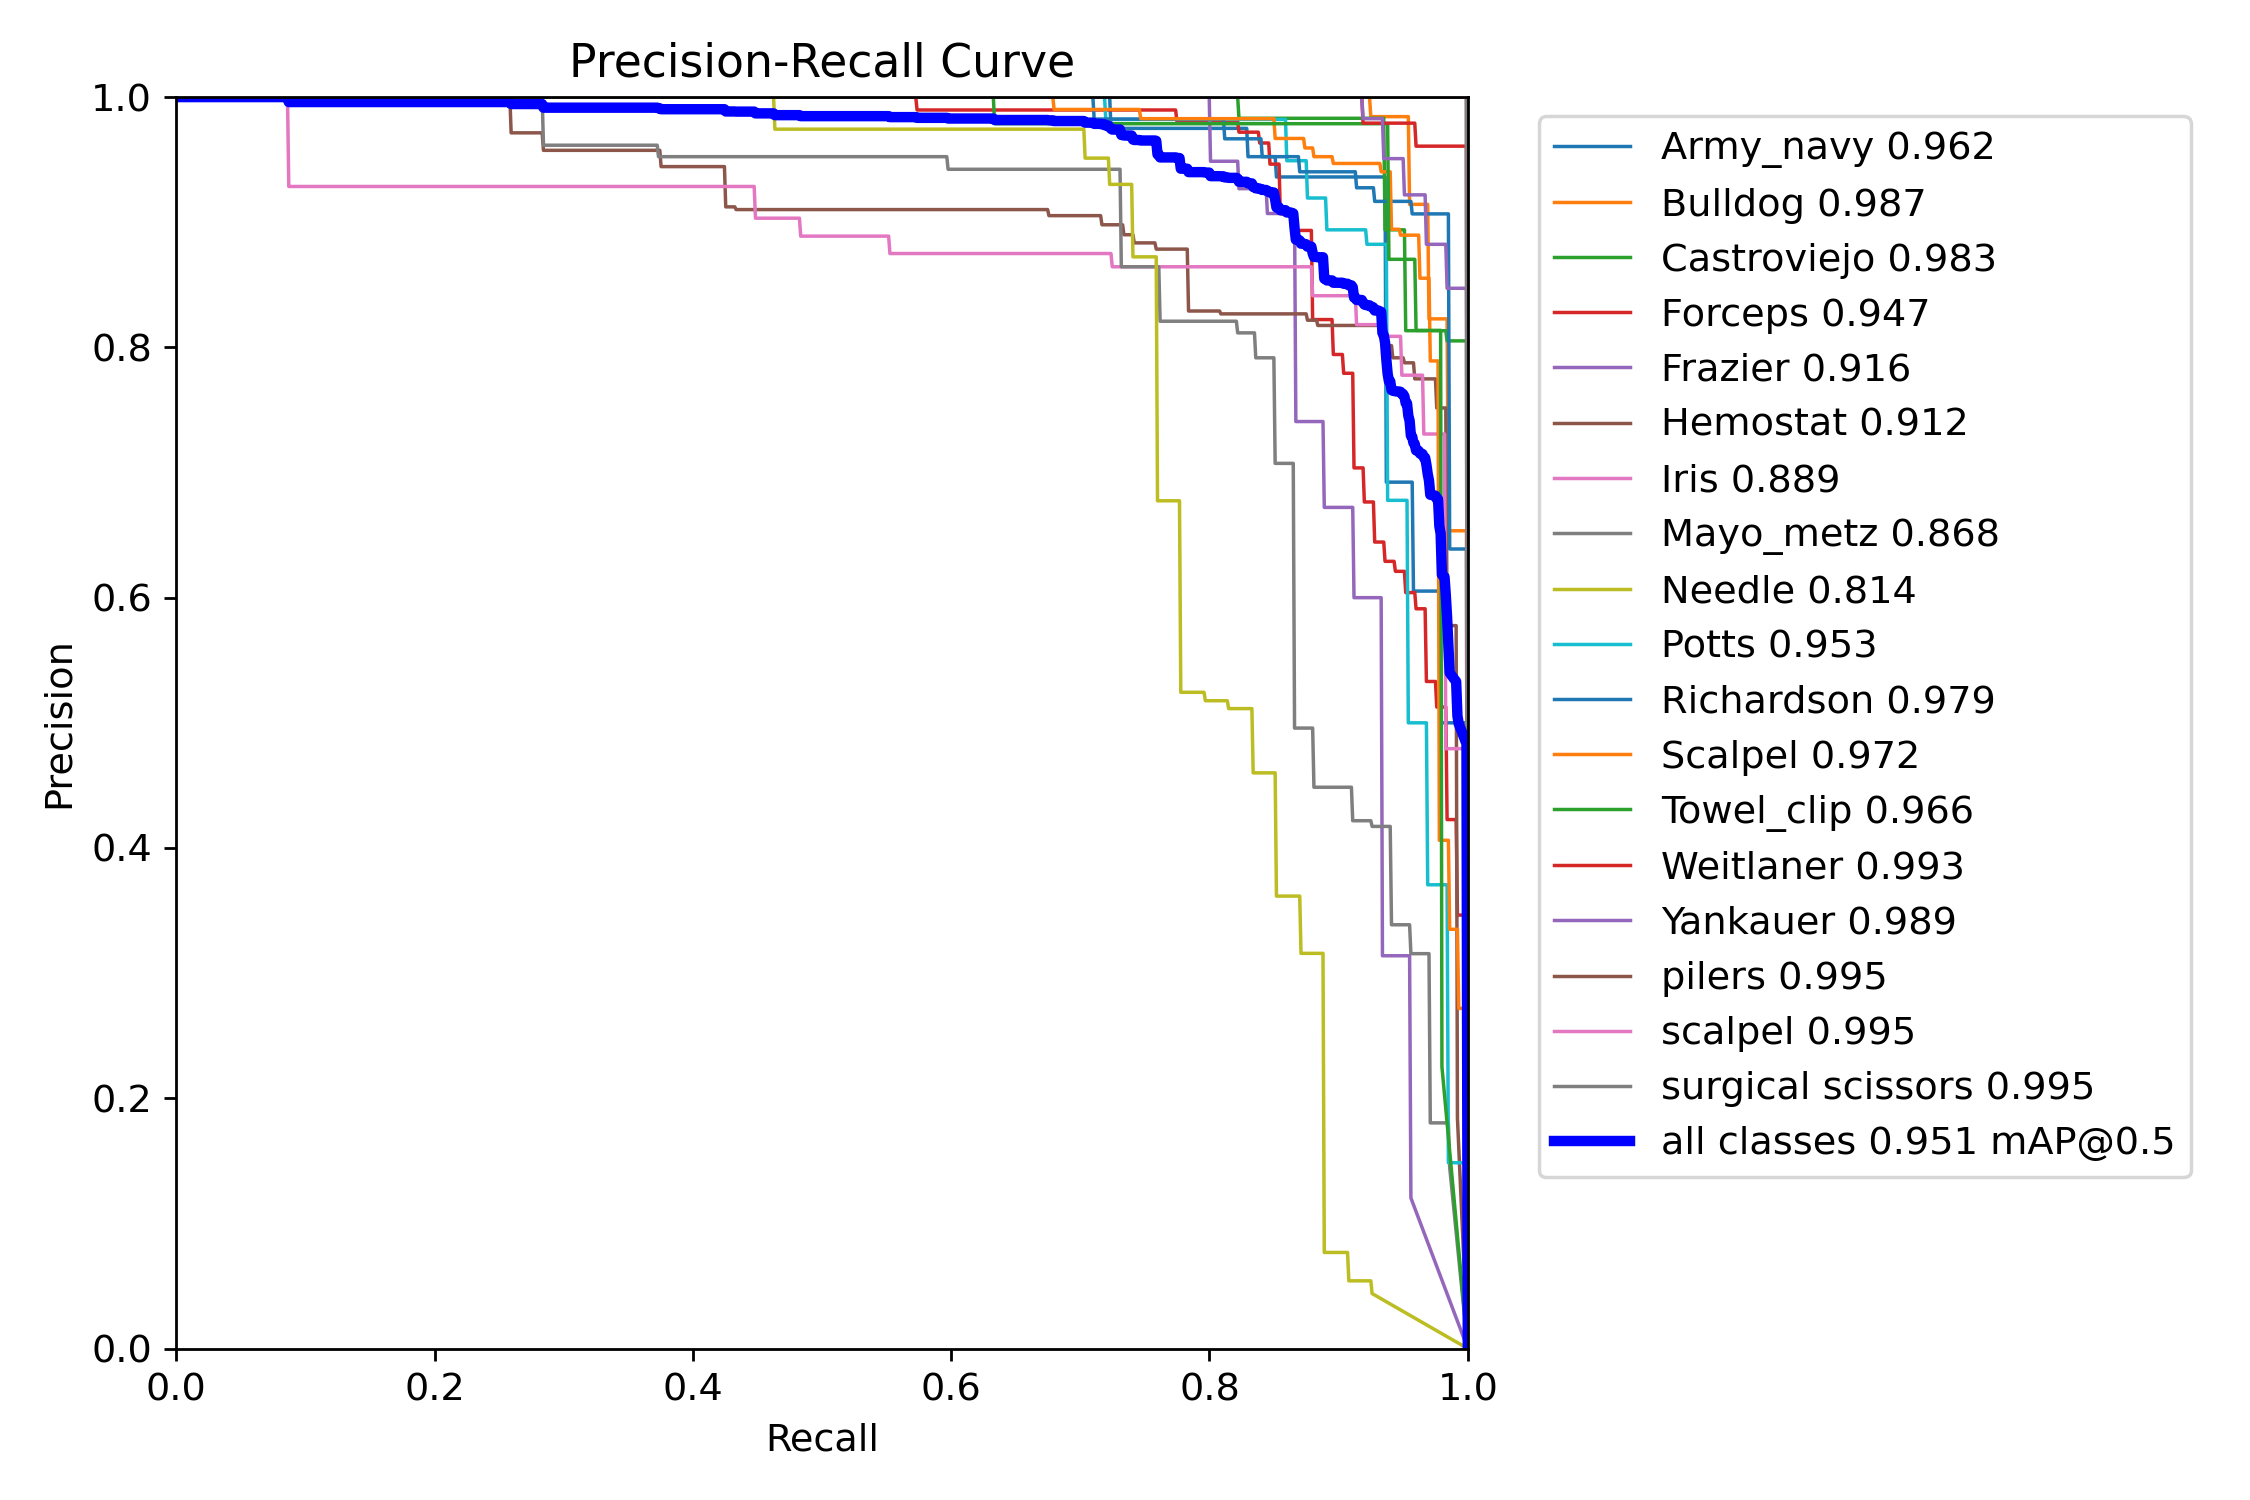 Precision-Recall Curve
1.0
0.8
0.6
0.4
0.2
0.0
Precision
0.0 0.2 0.4 0.6 0.8 1.0
Recall
Army_navy 0.962
Bulldog 0.987
Castroviejo 0.983
Forceps 0.947
Frazier 0.916
Hemostat 0.912
Iris 0.889
Mayo_metz 0.868
Needle 0.814
Potts 0.953
Richardson 0.979
Scalpel 0.972
Towel_clip 0.966
Weitlaner 0.993
Yankauer 0.989
pilers 0.995
scalpel 0.995
surgical scissors 0.995
all classes 0.951 mAP@0.5